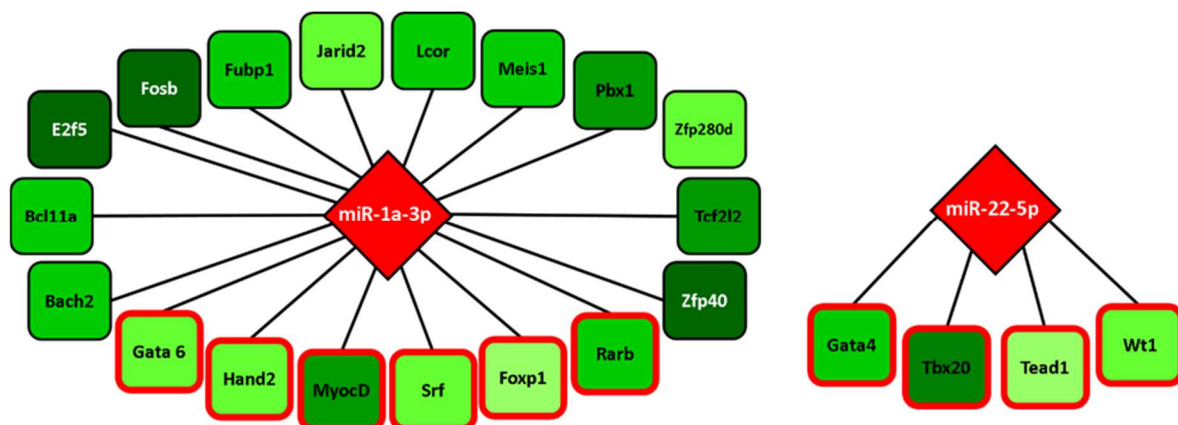 Jarid2
Lcor
Fubp1
Meis1
Fosb
Pbx1
E2f5
Zfp280d
miR-1a-3p
miR-22-5p
Bcl11a
Tcf2l2
Bach2
Zfp40
Gata 6
Hand2
MyocD
Srf
Foxp1
Rarb
Gata4
Tbx20
Tead1
Wt1